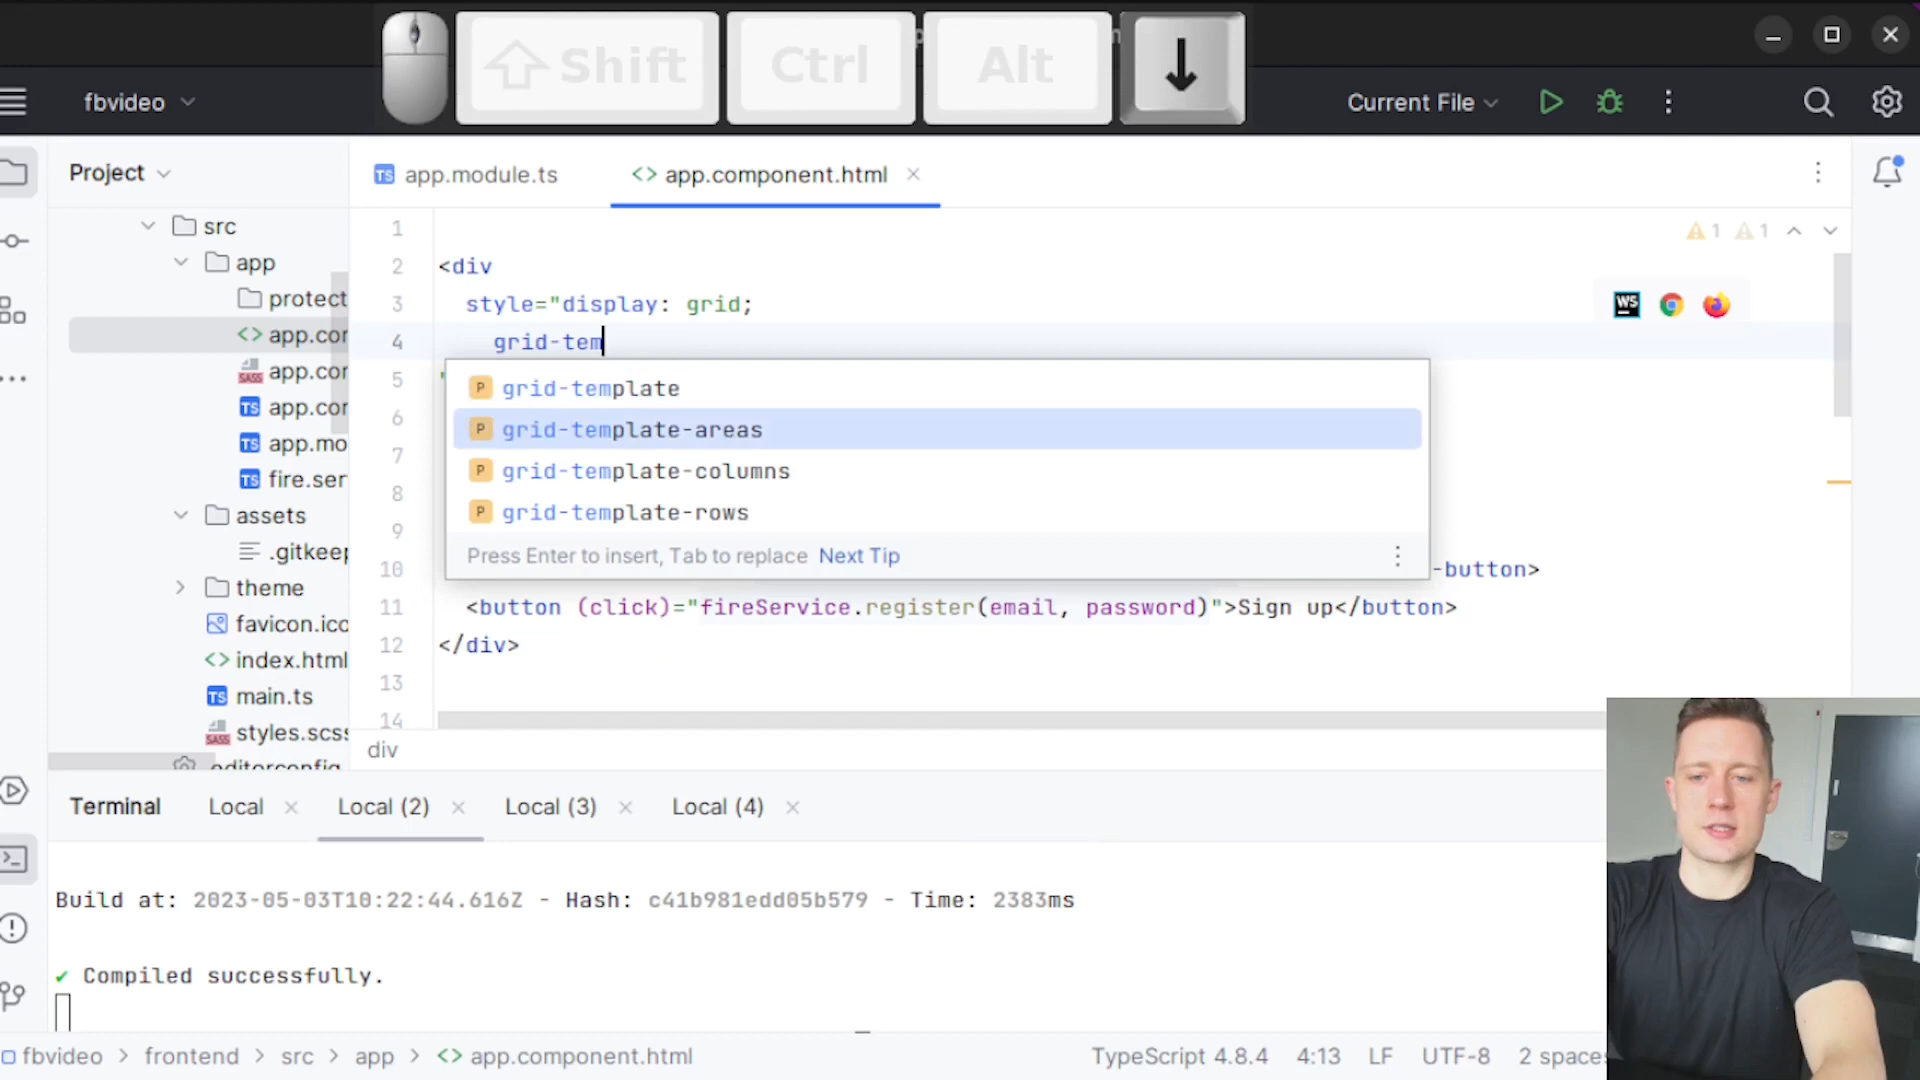 Shift Ctrl Alt
fbvideo
Current File
Project
app.module.ts
app.component.html
src
app
protect
app.cor
app.cor
app.cor
app.mo
fire.ser
assets
.gitkeep
theme
favicon.ico
index.html
main.ts
styles.scss
editorconfig
1
2 <div
3 style="display: grid;
4 grid-tem
5 "
6
7
8
9
10 -button>
11 <button (click)="fireService.register(email, password)">Sign up</button>
12 </div>
13
14
1 1
WS
P grid-template
P grid-template-areas
P grid-template-columns
P grid-template-rows
Press Enter to insert, Tab to replace Next Tip
div
Terminal Local Local (2) Local (3) Local (4)
Build at: 2023-05-03T10:22:44.616Z - Hash: c41b981edd05b579 - Time: 2383ms
✔ Compiled successfully.
fbvideo > frontend > src > app > <> app.component.html
TypeScript 4.8.4 4:13 LF UTF-8 2 spaces